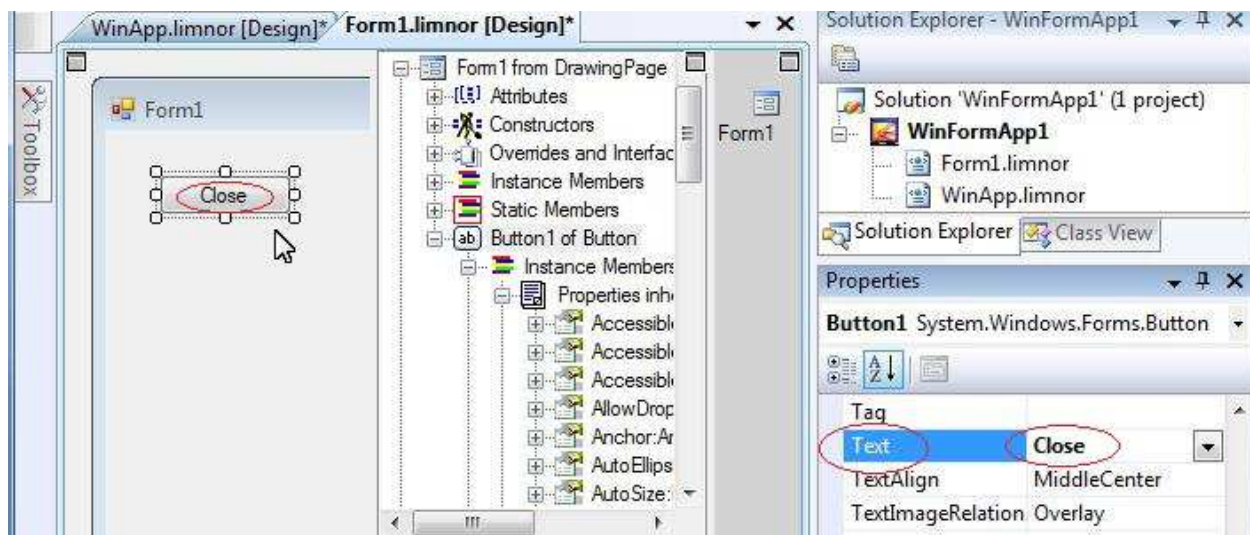 WinApp.limnor [Design]* Form1.limnor [Design]*
Toolbox
Form1
Close
Form1 from DrawingPage
Attributes
Constructors
Overrides and Interfac
Instance Members
Static Members
Button1 of Button
Instance Members
Properties inh
Accessibl
Accessibl
Accessibl
AllowDrop
Anchor:Ar
AutoEllips
AutoSize:
Form1
Solution Explorer - WinFormApp1
Solution 'WinFormApp1' (1 project)
WinFormApp1
Form1.limnor
WinApp.limnor
Solution Explorer Class View
Properties
Button1 System.Windows.Forms.Button
Tag
Text Close
TextAlign MiddleCenter
TextImageRelation Overlay